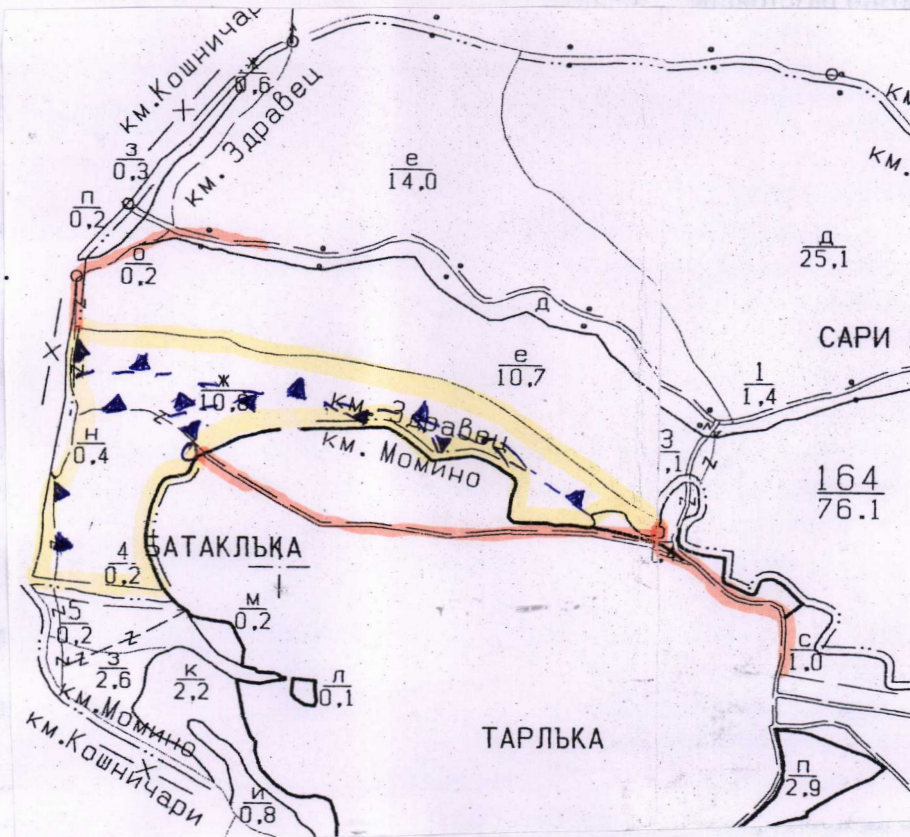 км.Кошничари
ж
0,6
км. Здравец
з
0,3
п
0,2
о
0,2
е
14,0
км.
д
25,1
САРИ
д
е
10,7
1
1,4
ж
10,8
км. Здравец
км. Момино
н
0,4
3
,1
164
76.1
БАТАКЛЪКА
4
0,2
м
0,2
5
0,2
з
2.6
к
2,2
л
0,1
с
1.0
км.Момино
км.Кошничари
ТАРЛЪКА
и
0,8
п
2,9